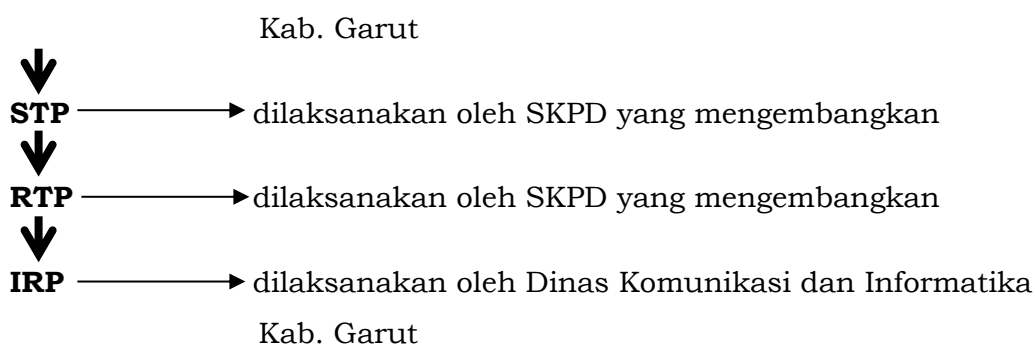 Kab. Garut
STP dilaksanakan oleh SKPD yang mengembangkan
RTP dilaksanakan oleh SKPD yang mengembangkan
IRP dilaksanakan oleh Dinas Komunikasi dan Informatika
Kab. Garut